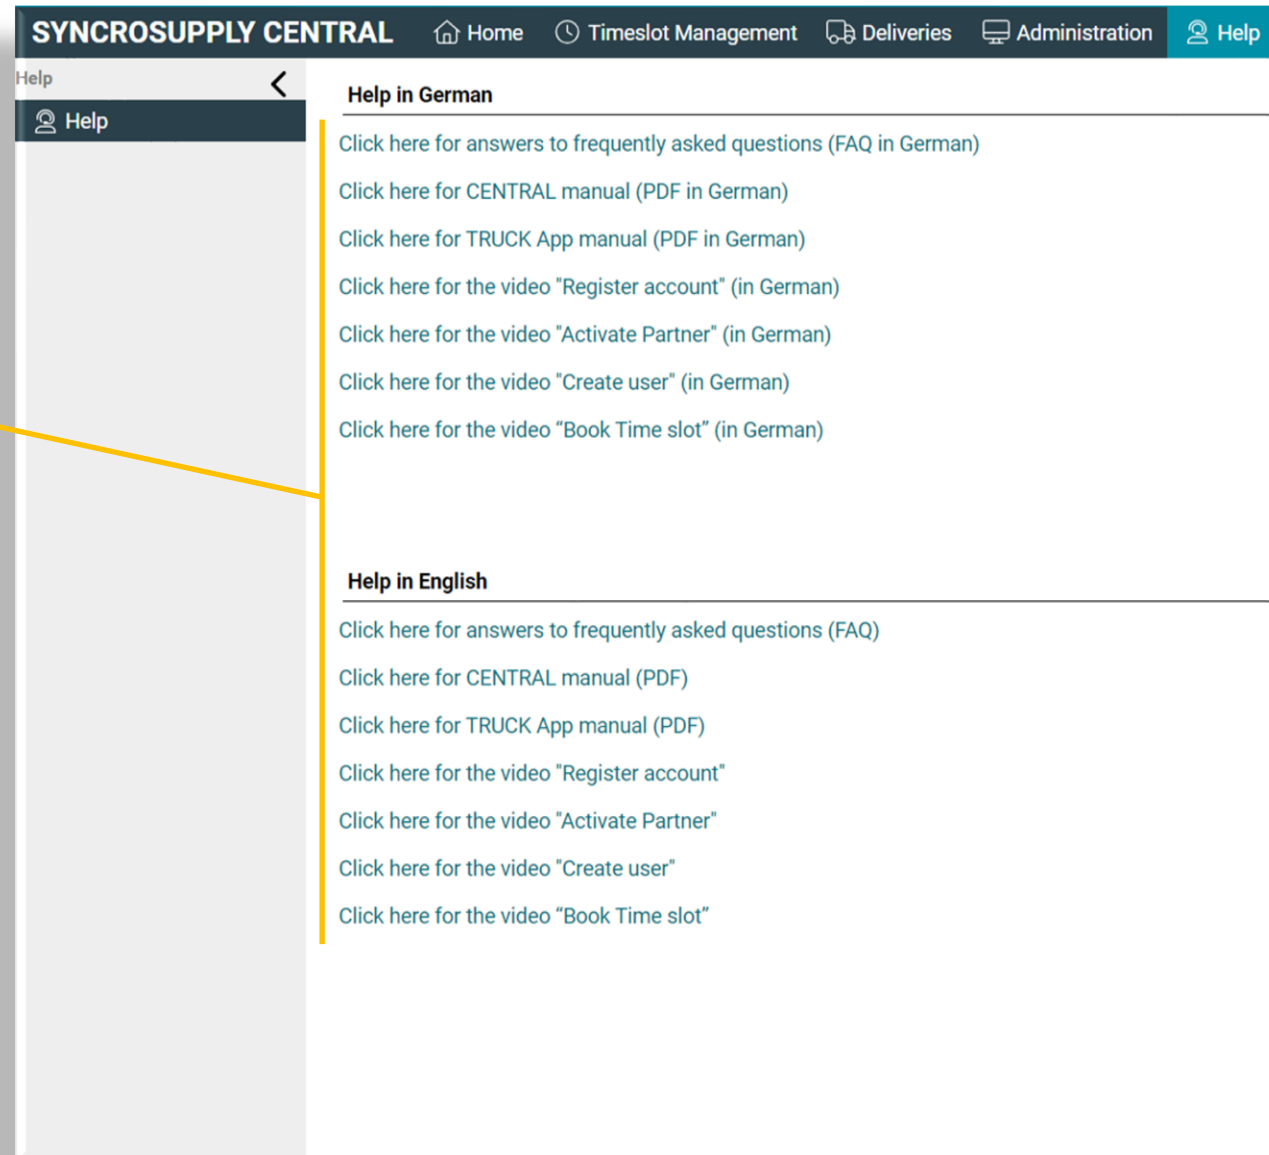 SYNCROSUPPLY CENTRAL Home Timeslot Management Deliveries Administration Help
Help
Help
Help in German
Click here for answers to frequently asked questions (FAQ in German)
Click here for CENTRAL manual (PDF in German)
Click here for TRUCK App manual (PDF in German)
Click here for the video "Register account" (in German)
Click here for the video "Activate Partner" (in German)
Click here for the video "Create user" (in German)
Click here for the video “Book Time slot” (in German)
Help in English
Click here for answers to frequently asked questions (FAQ)
Click here for CENTRAL manual (PDF)
Click here for TRUCK App manual (PDF)
Click here for the video "Register account"
Click here for the video "Activate Partner"
Click here for the video "Create user"
Click here for the video “Book Time slot”